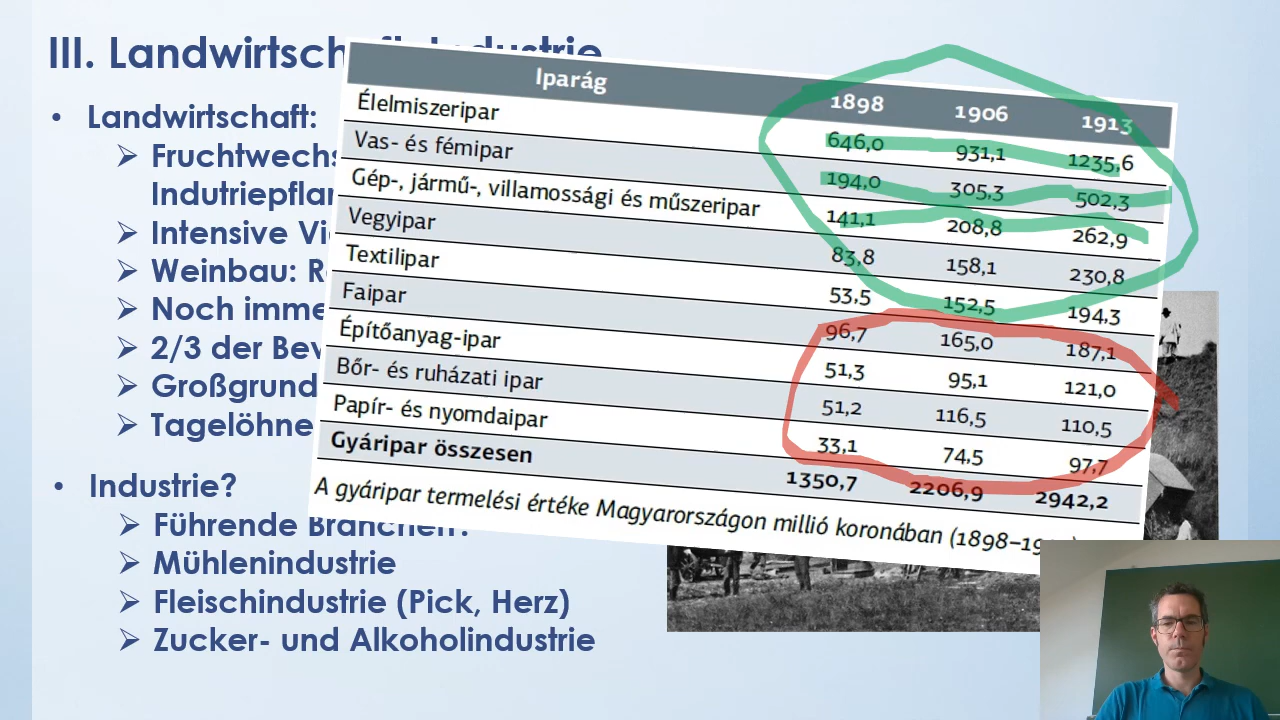 III. Landwirtschaft, Industrie
• Landwirtschaft:
Indutriepflan
Intensive
Weinbau:
Noch
2/3 der
Großgrund
Tagelöhne
• Industrie?
Führende Branchen?
Mühlenindustrie
Fleischindustrie (Pick, Herz)
Zucker- und Alkoholindustrie
Iparág 1898 1906 1913
Élelmiszeripar 646,0 931,1 1235,6
Vas- és fémipar 194,0 305,3 502,3
Gép-, jármű-, villamossági és műszeripar 141,1 208,8 262,9
Vegyipar 83,8 158,1 230,8
Textilipar 53,5 152,5 194,3
Faipar 96,7 165,0 187,1
Építőanyag-ipar 51,3 95,1 121,0
Bőr- és ruházati ipar 51,2 116,5 110,5
Papír- és nyomdaipar 33,1 74,5 97,7
Gyáripar összesen 1350,7 2206,9 2942,2
A gyáripar termelési értéke Magyarországon millió koronában (1898–